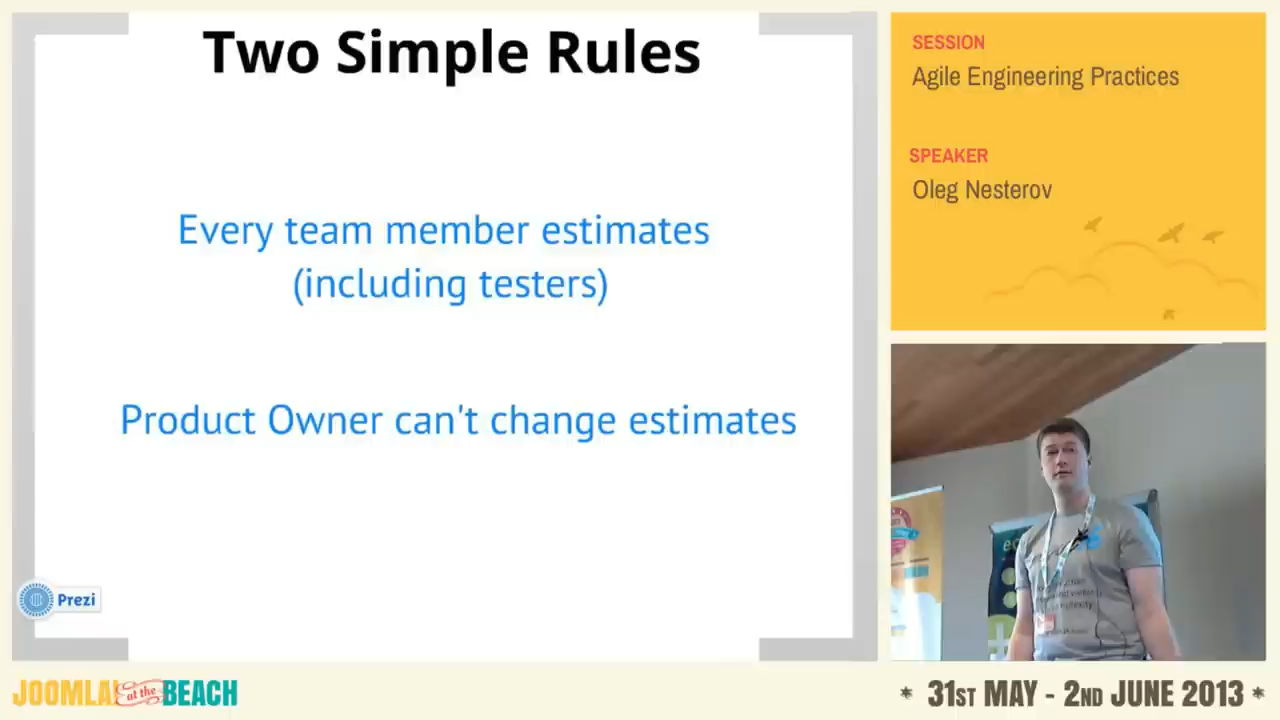 Two Simple Rules
Every team member estimates
(including testers)
Product Owner can't change estimates
Prezi
SESSION
Agile Engineering Practices
SPEAKER
Oleg Nesterov
JOOMLA! at the BEACH
* 31ST MAY - 2ND JUNE 2013 *